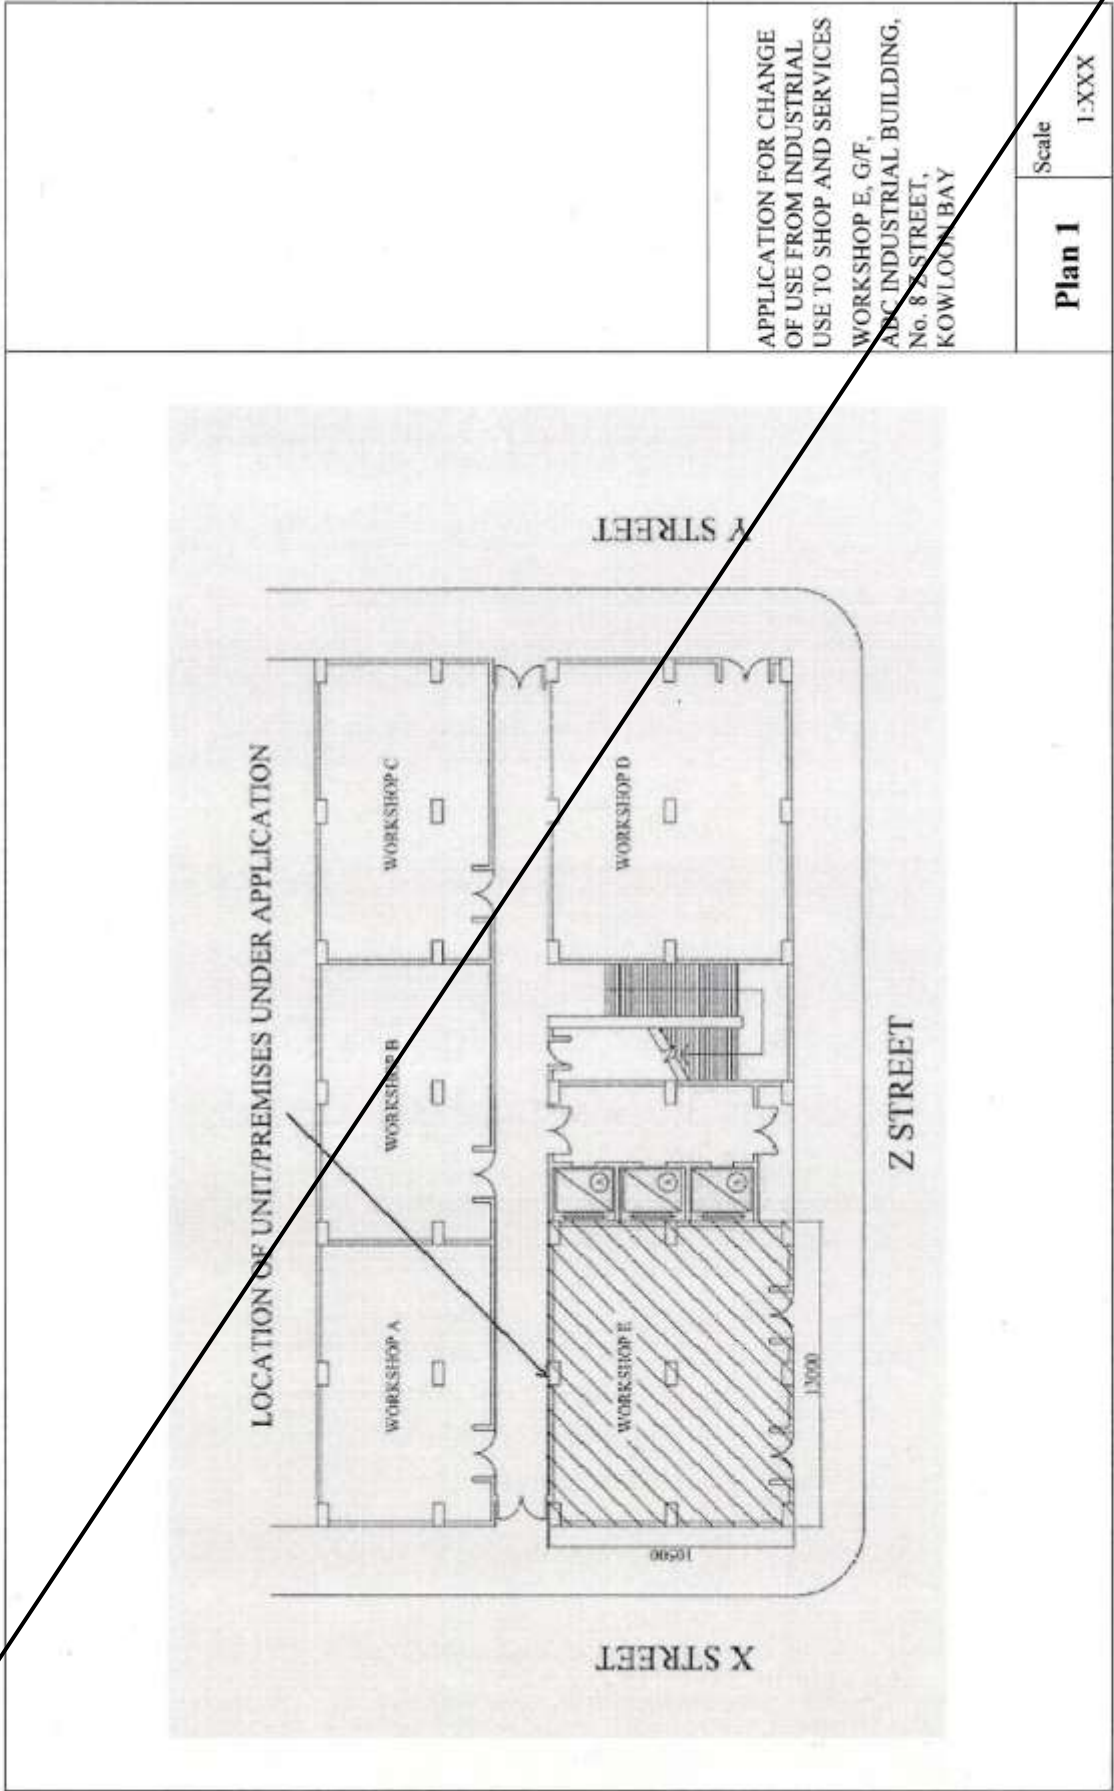 LOCATION OF UNIT/PREMISES UNDER APPLICATION
WORKSHOP A
WORKSHOP B
WORKSHOP C
X STREET
10500
WORKSHOP E
WORKSHOP D
Y STREET
13000
Z STREET
APPLICATION FOR CHANGE
OF USE FROM INDUSTRIAL
USE TO SHOP AND SERVICES
WORKSHOP E, G/F,
ABC INDUSTRIAL BUILDING,
No. 8 Z STREET,
KOWLOON BAY
Plan 1
Scale
1:XXX